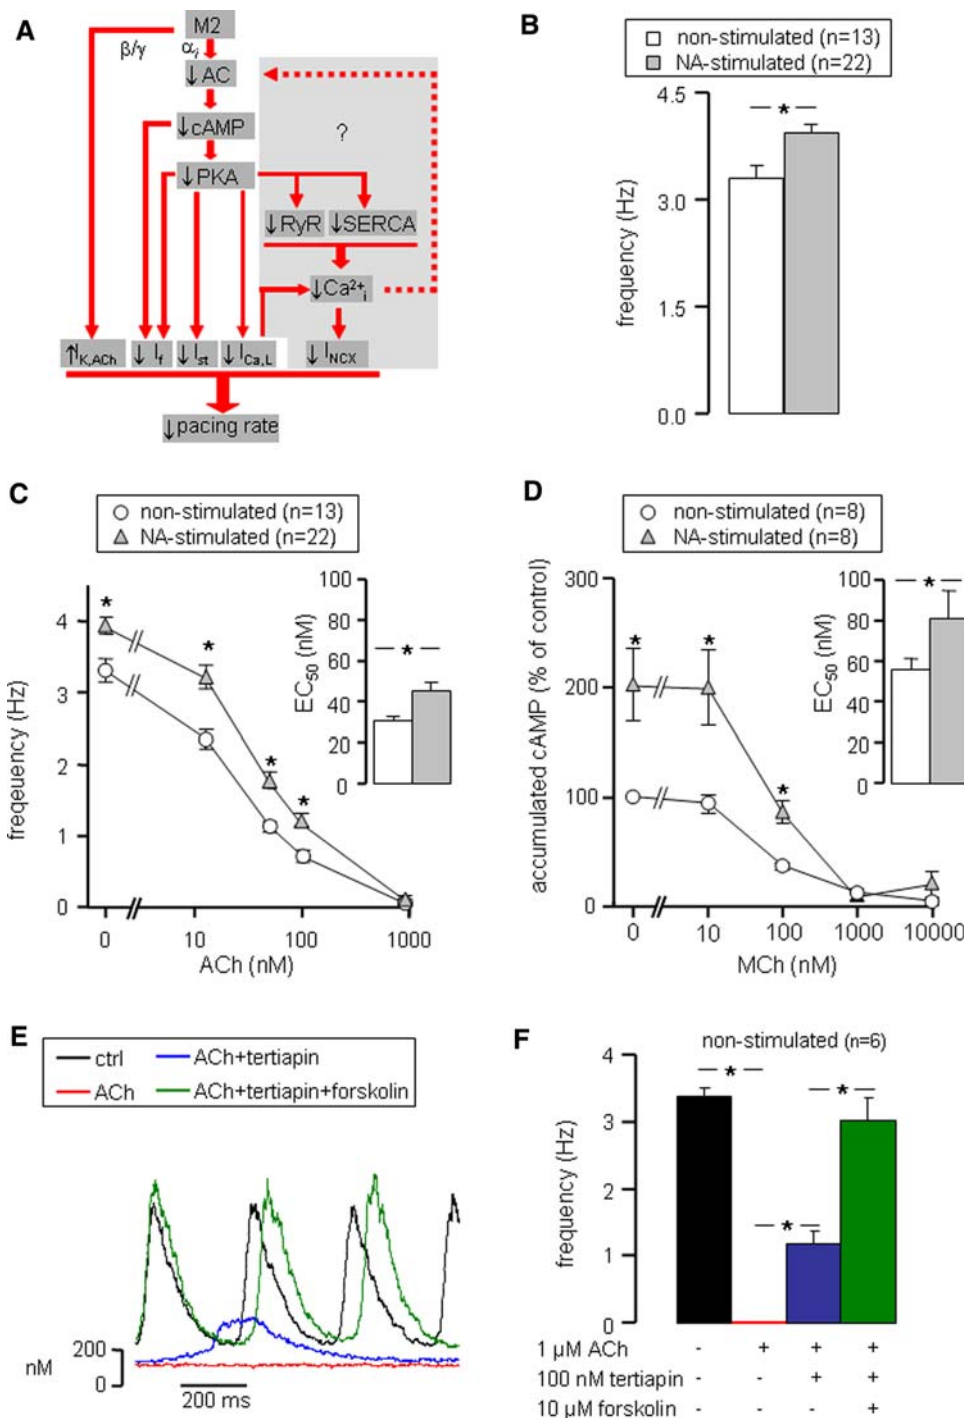 A
M2
β/γ
αi
↓AC
↓cAMP
?
↓PKA
↓RyR
↓SERCA
↓Ca²⁺i
↑IK,ACh
↓ If
↓ Ist
↓ ICa,L
↓ INCX
↓pacing rate
B
non-stimulated (n=13)
NA-stimulated (n=22)
*
frequency (Hz)
4.5
3.0
1.5
0.0
C
non-stimulated (n=13)
NA-stimulated (n=22)
freqeuency (Hz)
4
3
2
1
0
* * * *
EC50 (nM)
100
80
60
40
20
0
*
0 10 100 1000
ACh (nM)
D
non-stimulated (n=8)
NA-stimulated (n=8)
accumulated cAMP (% of control)
300
200
100
0
* * *
EC50 (nM)
100
80
60
40
20
0
*
0 10 100 1000 10000
MCh (nM)
E
ctrl
ACh+tertiapin
ACh
ACh+tertiapin+forskolin
nM
200
0
200 ms
F
non-stimulated (n=6)
frequency (Hz)
4
3
2
1
0
* * *
1 µM ACh - + + +
100 nM tertiapin - - + +
10 µM forskolin - - - +